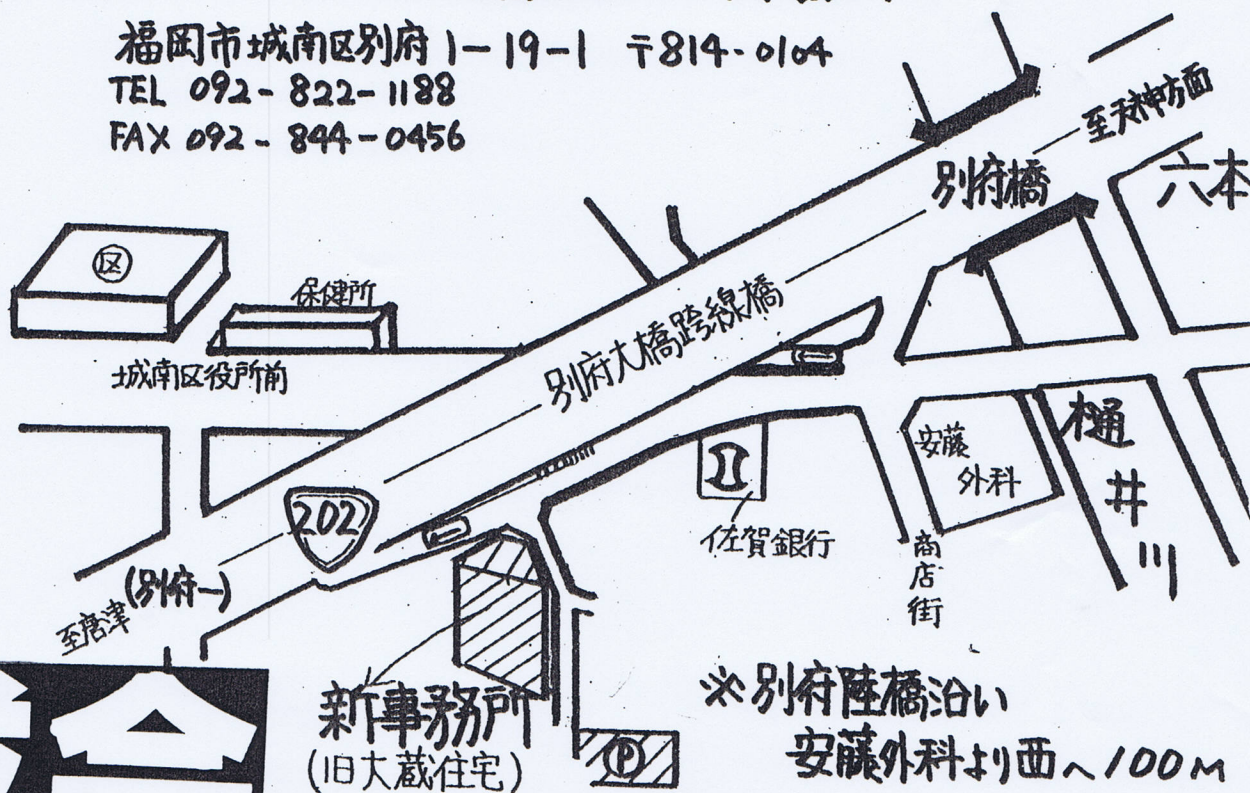 福岡市城南区別府1-19-1 〒814-0104
TEL 092-822-1188
FAX 092-844-0456
至天神方面
別府橋
六本
区
保健所
城南区役所前
別府大橋跨線橋
樋井川
安藤
外科
佐賀銀行
商店街
202
(別府一)
至唐津
新事務所
(旧大蔵住宅)
P
※別府陸橋沿い
安藤外科より西へ100M